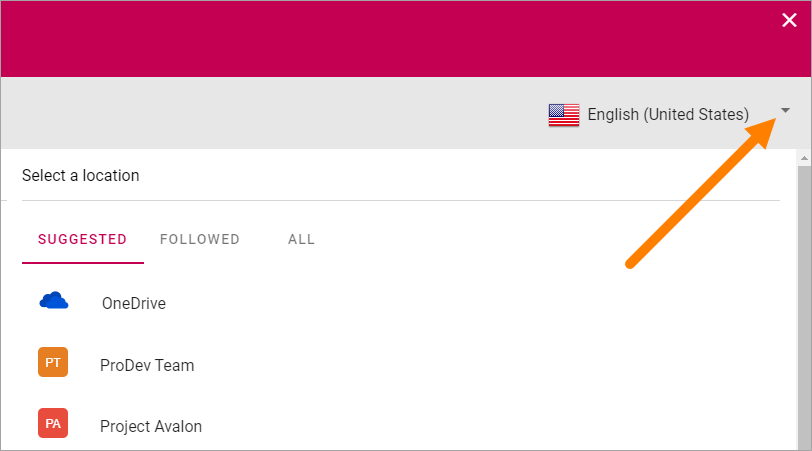 English (United States)
Select a location
SUGGESTED FOLLOWED ALL
OneDrive
PT ProDev Team
PA Project Avalon